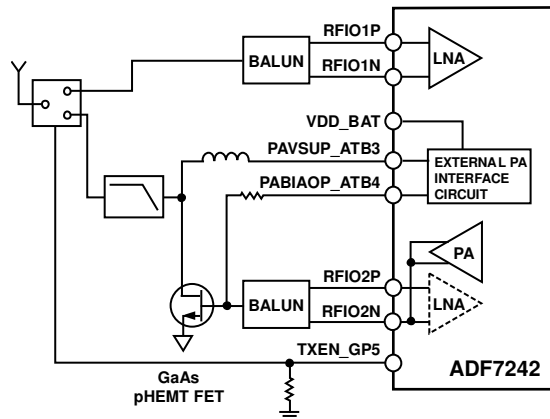 RFIO1P
BALUN
RFIO1N
LNA
VDD_BAT
PAVSUP_ATB3
EXTERNAL PA
INTERFACE
CIRCUIT
PABIAOP_ATB4
PA
RFIO2P
BALUN
LNA
RFIO2N
TXEN_GP5
ADF7242
GaAs
pHEMT FET